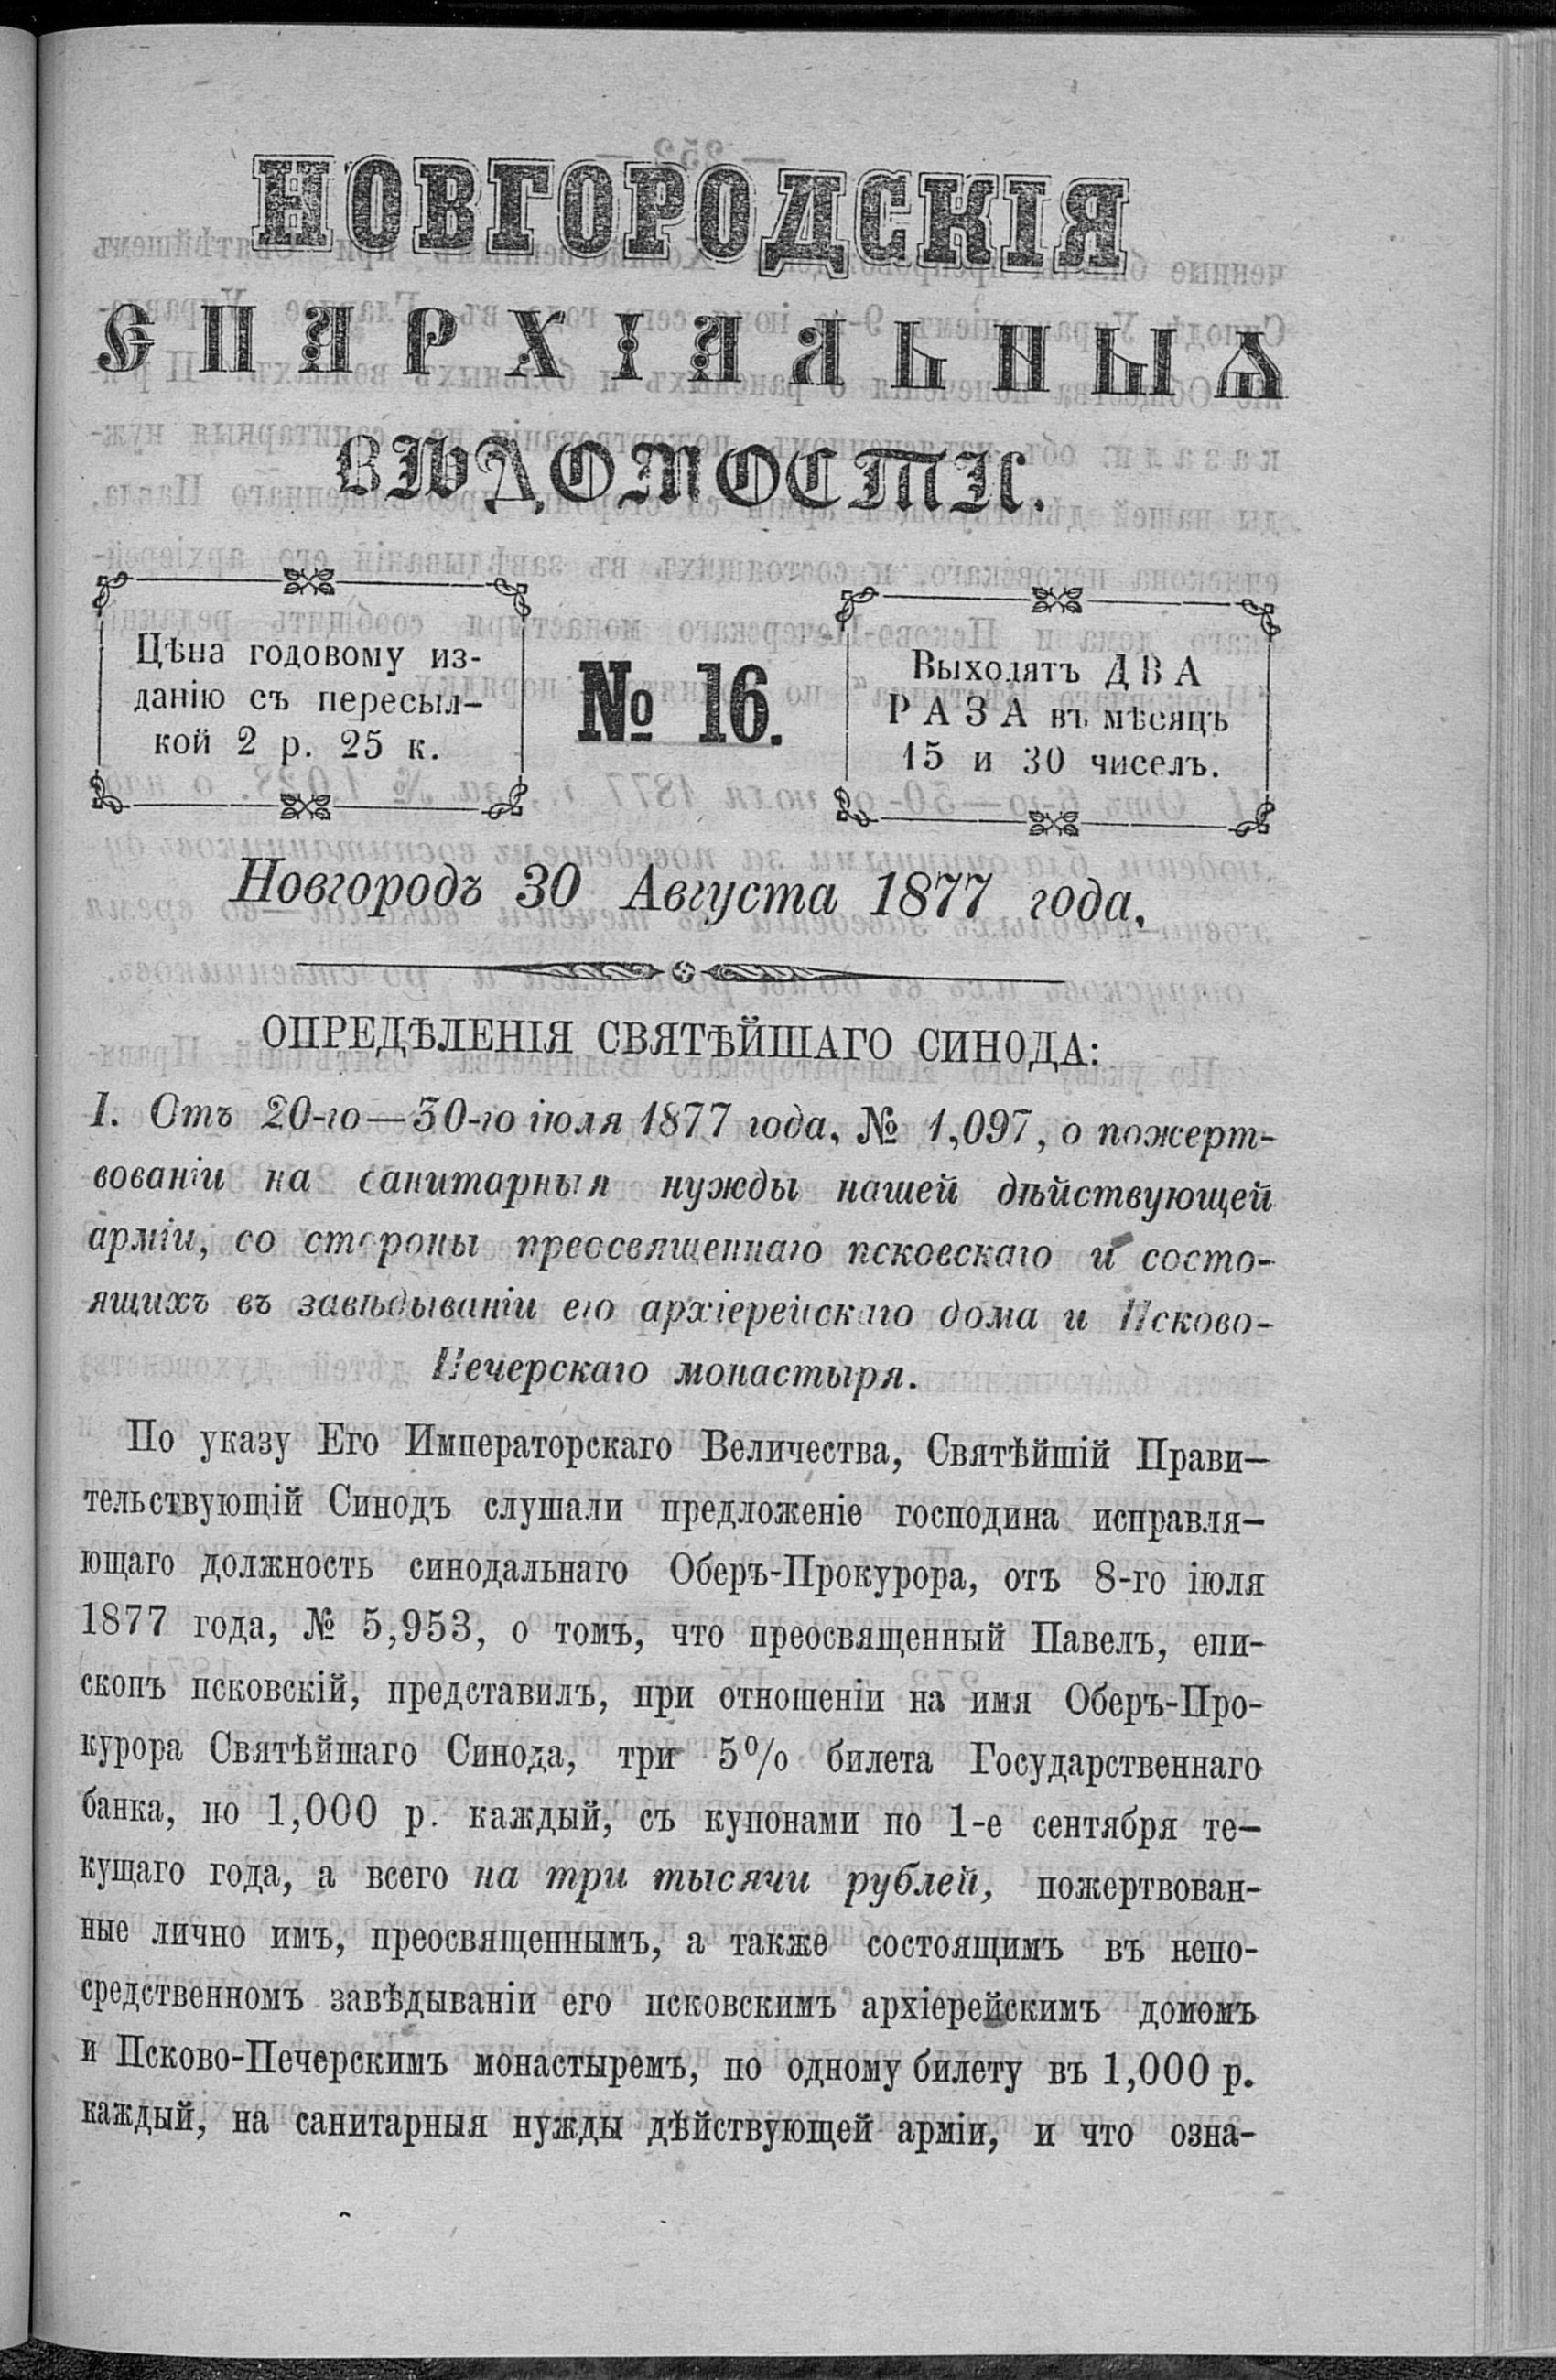 НОВГОРОДСКІЯ
ЕПАРХІАЛЬНЫѦ
ВѢДОМОСТИ.
Цѣна годовому из-
данію съ пересыл-
кой 2 р. 25 к.
№ 16.
Выходятъ ДВА
РАЗА въ мѣсяцъ
15 и 30 чиселъ.
Новгородъ 30 Августа 1877 года.
ОПРЕДѢЛЕНІЯ СВЯТѢЙШАГО СИНОДА:
I. Отъ 20-го—30-го іюля 1877 года, № 1,097, о пожерт-
вованіи на санитарныя нужды нашей дѣйствующей
арміи, со стороны преосвященнаго псковскаго и состо-
ящихъ въ завѣдываніи его архіерейскаго дома и Псково-
Печерскаго монастыря.
По указу Его Императорскаго Величества, Святѣйшій Прави-
тельствующій Синодъ слушали предложеніе господина исправля-
ющаго должность синодальнаго Оберъ-Прокурора, отъ 8-го іюля
1877 года, № 5,953, о томъ, что преосвященный Павелъ, епи-
скопъ псковскій, представилъ, при отношеніи на имя Оберъ-Про-
курора Святѣйшаго Синода, три 5% билета Государственнаго
банка, по 1,000 р. каждый, съ купонами по 1-е сентября те-
кущаго года, а всего на три тысячи рублей, пожертвован-
ные лично имъ, преосвященнымъ, а также состоящимъ въ непо-
средственномъ завѣдываніи его псковскимъ архіерейскимъ домомъ
и Псково-Печерскимъ монастыремъ, по одному билету въ 1,000 р.
каждый, на санитарныя нужды дѣйствующей арміи, и что озна-